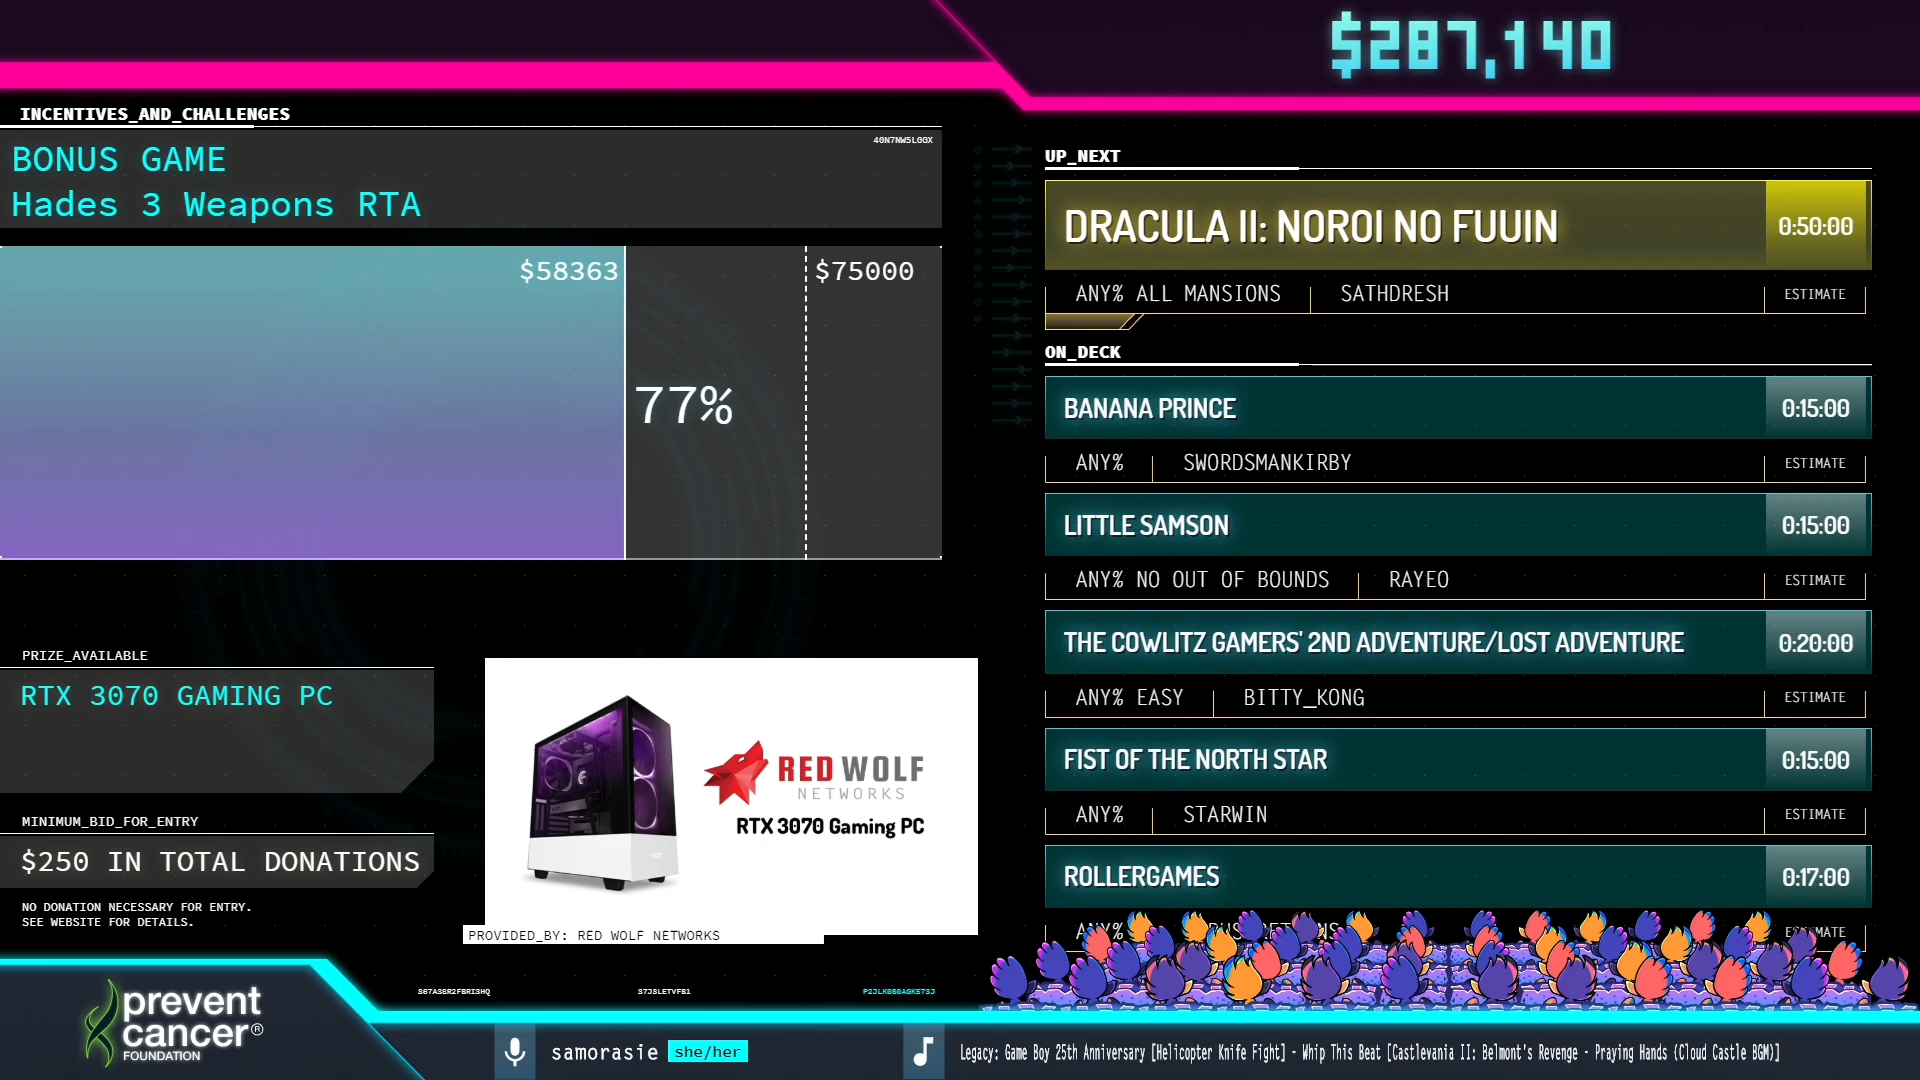 $287,140
INCENTIVES_AND_CHALLENGES
40N7NW5LGGX
BONUS GAME
Hades 3 Weapons RTA
$58363
$75000
77%
UP_NEXT
DRACULA II: NOROI NO FUUIN
0:50:00
ANY% ALL MANSIONS
SATHDRESH
ESTIMATE
ON_DECK
BANANA PRINCE
0:15:00
ANY%
SWORDSMANKIRBY
ESTIMATE
LITTLE SAMSON
0:15:00
ANY% NO OUT OF BOUNDS
RAYEO
ESTIMATE
THE COWLITZ GAMERS' 2ND ADVENTURE/LOST ADVENTURE
0:20:00
ANY% EASY
BITTY_KONG
ESTIMATE
FIST OF THE NORTH STAR
0:15:00
ANY%
STARWIN
ESTIMATE
ROLLERGAMES
0:17:00
ESTIMATE
PRIZE_AVAILABLE
RTX 3070 GAMING PC
MINIMUM_BID_FOR_ENTRY
$250 IN TOTAL DONATIONS
NO DONATION NECESSARY FOR ENTRY.
SEE WEBSITE FOR DETAILS.
RED WOLF
NETWORKS
RTX 3070 Gaming PC
PROVIDED_BY: RED WOLF NETWORKS
prevent
cancer®
FOUNDATION
samorasie she/her
Legacy: Game Boy 25th Anniversary [Helicopter Knife Fight] - Whip This Beat [Castlevania II: Belmont's Revenge - Praying Hands (Cloud Castle BGM)]